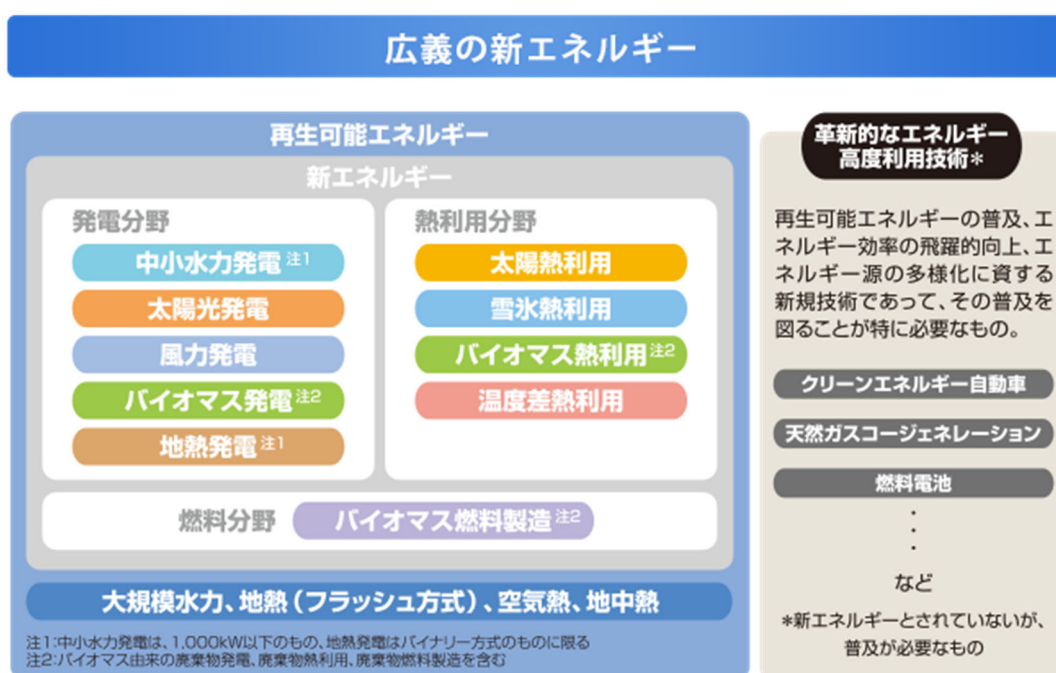 広義の新エネルギー
再生可能エネルギー
新エネルギー
発電分野
中小水力発電 注1
太陽光発電
風力発電
バイオマス発電 注2
地熱発電 注1
熱利用分野
太陽熱利用
雪氷熱利用
バイオマス熱利用 注2
温度差熱利用
燃料分野
バイオマス燃料製造 注2
大規模水力、地熱(フラッシュ方式)、空気熱、地中熱
注1:中小水力発電は、1,000kW以下のもの、地熱発電はバイナリー方式のものに限る
注2:バイオマス由来の廃棄物発電、廃棄物熱利用、廃棄物燃料製造を含む
革新的なエネルギー
高度利用技術*
再生可能エネルギーの普及、エ
ネルギー効率の飛躍的向上、エ
ネルギー源の多様化に資する
新規技術であって、その普及を
図ることが特に必要なもの。
クリーンエネルギー自動車
天然ガスコージェネレーション
燃料電池
・
・
・
など
*新エネルギーとされていないが、
普及が必要なもの